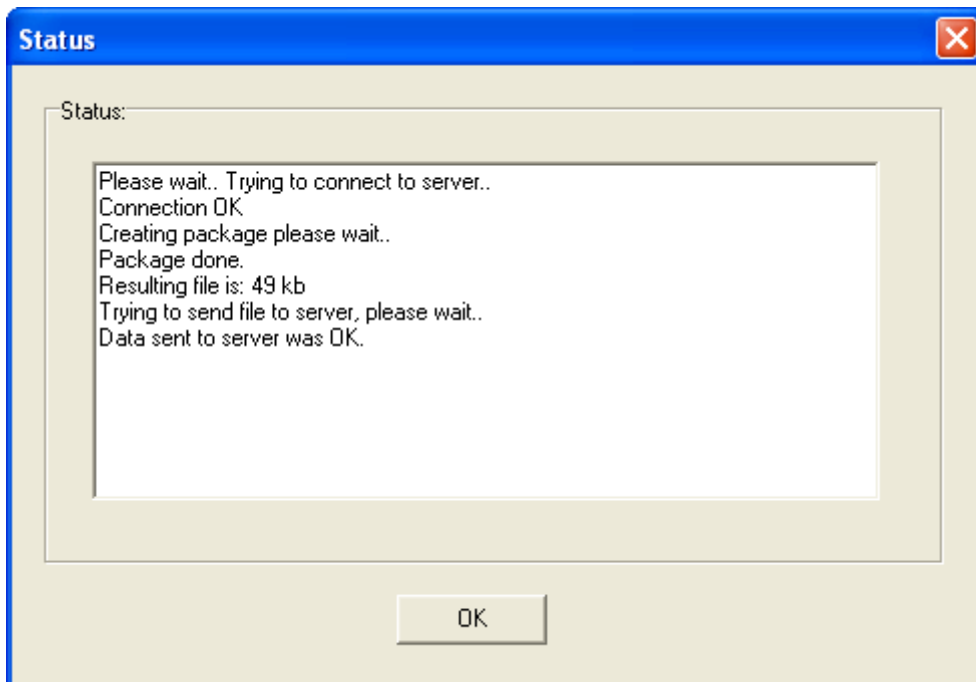 Status
Status:
Please wait.. Trying to connect to server..
Connection OK
Creating package please wait..
Package done.
Resulting file is: 49 kb
Trying to send file to server, please wait..
Data sent to server was OK.
OK